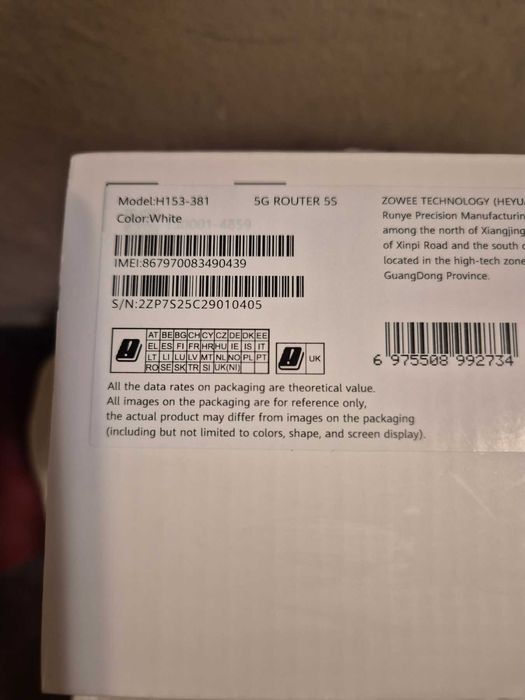 Model:H153-381
5G ROUTER 5S
Color:White
IMEI:867970083490439
S/N:2ZP7S25C29010405
AT BE BG CH CY CZ DE DK EE
EL ES FI FR HR HU IE IS IT
LT LI LU LV MT NL NO PL PT
RO SE SK TR SI UK(NI)
UK
All the data rates on packaging are theoretical value.
All images on the packaging are for reference only,
the actual product may differ from images on the packaging
(including but not limited to colors, shape, and screen display).
ZOWEE TECHNOLOGY (HEYUA
Runye Precision Manufacturin
among the north of Xiangjing
of Xinpi Road and the south
located in the high-tech zone
GuangDong Province.
6 975508 992734